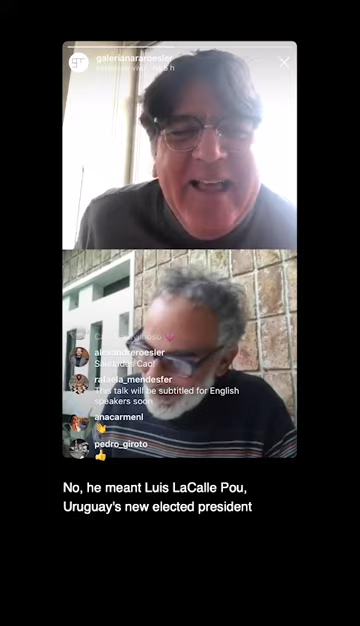 galerianararoesler
alexandreroesler
rafaela_mendesfer
This talk will be subtitled for English
speakers soon
anacarmenl
pedro_giroto
No, he meant Luis LaCalle Pou,
Uruguay's new elected president